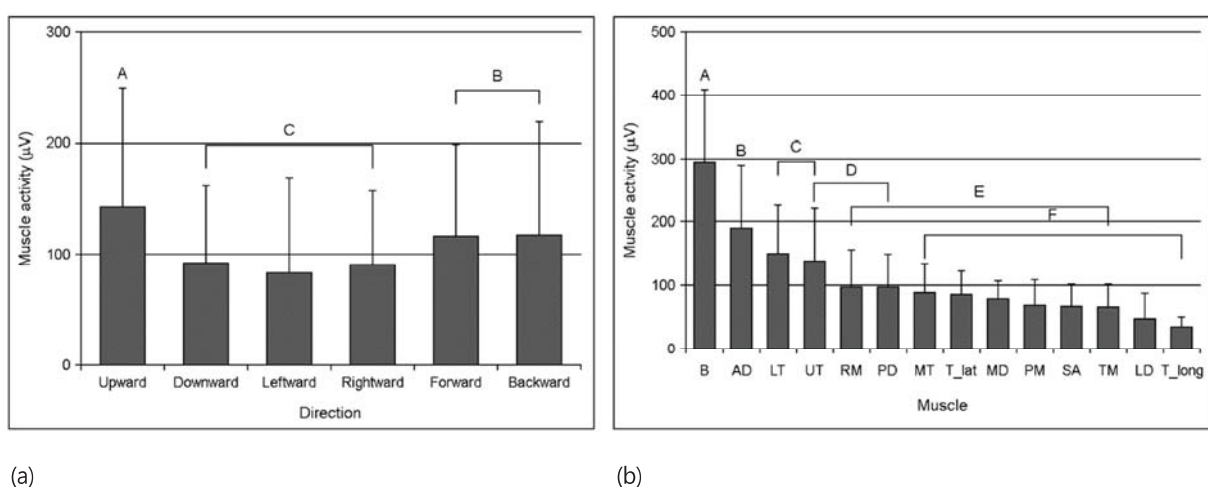 300
200
100
0
Muscle activity (μV)
A
B
C
Upward Downward Leftward Rightward Forward Backward
Direction
(a)
500
400
300
200
100
0
Muscle actvity (μV)
A
B
C
D
E
F
B AD LT UT RM PD MT T_lat MD PM SA TM LD T_long
Muscle
(b)